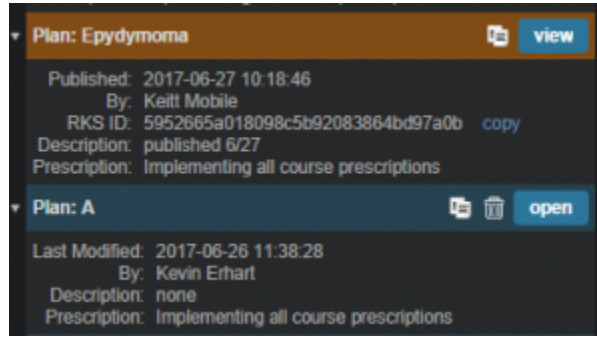 Plan: Epydymoma view
Published: 2017-06-27 10:18:46
By: Keitt Mobile
RKS ID: 5952665a018098c5b92083864bd97a0b copy
Description: published 6/27
Prescription: Implementing all course prescriptions
Plan: A open
Last Modified: 2017-06-26 11:38:28
By: Kevin Erhart
Description: none
Prescription: Implementing all course prescriptions